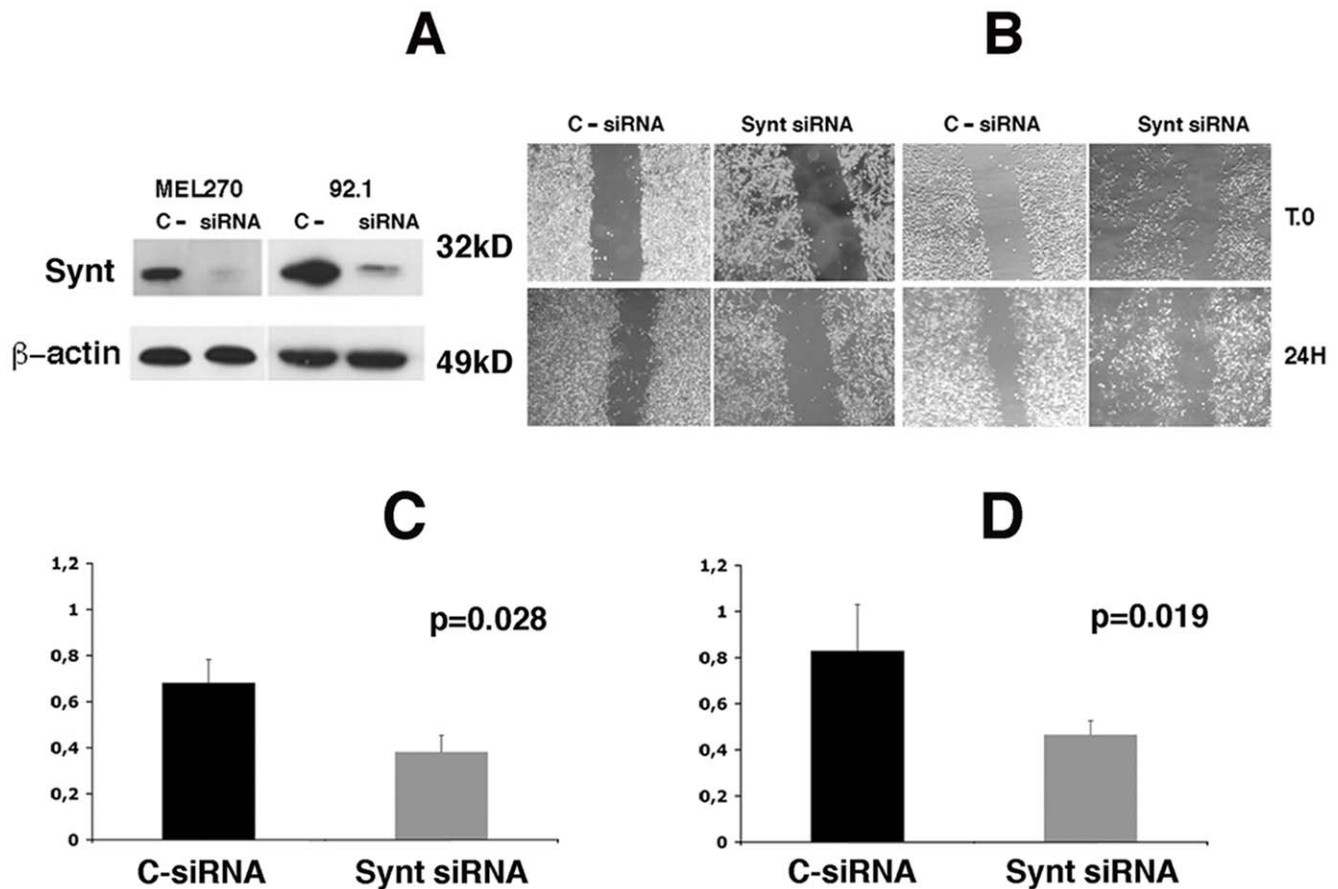 A
B
C - siRNA Synt siRNA C - siRNA Synt siRNA
MEL270 92.1
C - siRNA C - siRNA
32kD
T.0
Synt
β-actin
49kD
24H
C
D
1,2
1
0,8
0,6
0,4
0,2
0
p=0.028
C-siRNA Synt siRNA
1,2
1
0,8
0,6
0,4
0,2
0
p=0.019
C-siRNA Synt siRNA